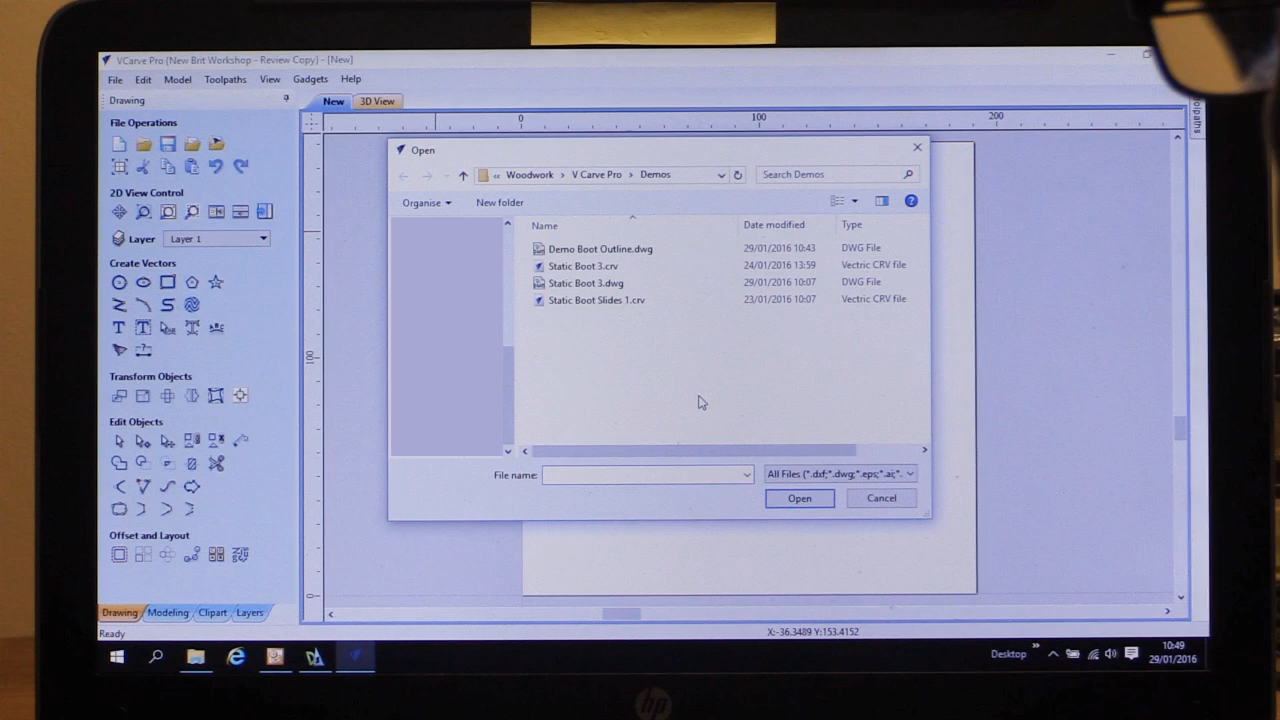 VCarve Pro {New Brit Workshop - Review Copy} - [New]
File Edit Model Toolpaths View Gadgets Help
Drawing
New
3D View
File Operations
2D View Control
Layer
Layer 1
Create Vectors
Transform Objects
Edit Objects
Offset and Layout
Drawing Modeling Clipart Layers
Ready
0 100 200
100
0
Open
« Woodwork > V Carve Pro > Demos
Search Demos
Organise
New folder
Name Date modified Type
Demo Boot Outline.dwg 29/01/2016 10:43 DWG File
Static Boot 3.crv 24/01/2016 13:59 Vectric CRV file
Static Boot 3.dwg 29/01/2016 10:07 DWG File
Static Boot Slides 1.crv 23/01/2016 10:07 Vectric CRV file
File name:
All Files (*.dxf;*.dwg;*.eps;*.ai;*.
Open
Cancel
X:-36.3489 Y:153.4152
Desktop
10:49
29/01/2016
hp